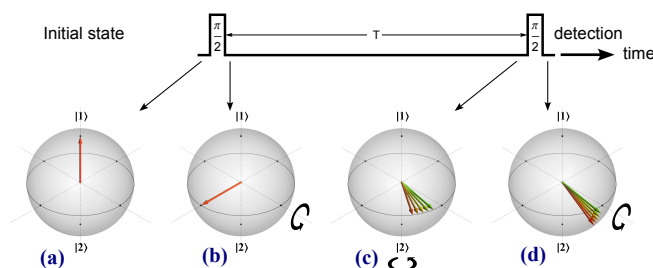 Initial state
π/2
T
π/2
detection
time
|1⟩
|1⟩
|1⟩
|1⟩
|2⟩
|2⟩
|2⟩
|2⟩
(a)
(b)
(c)
(d)